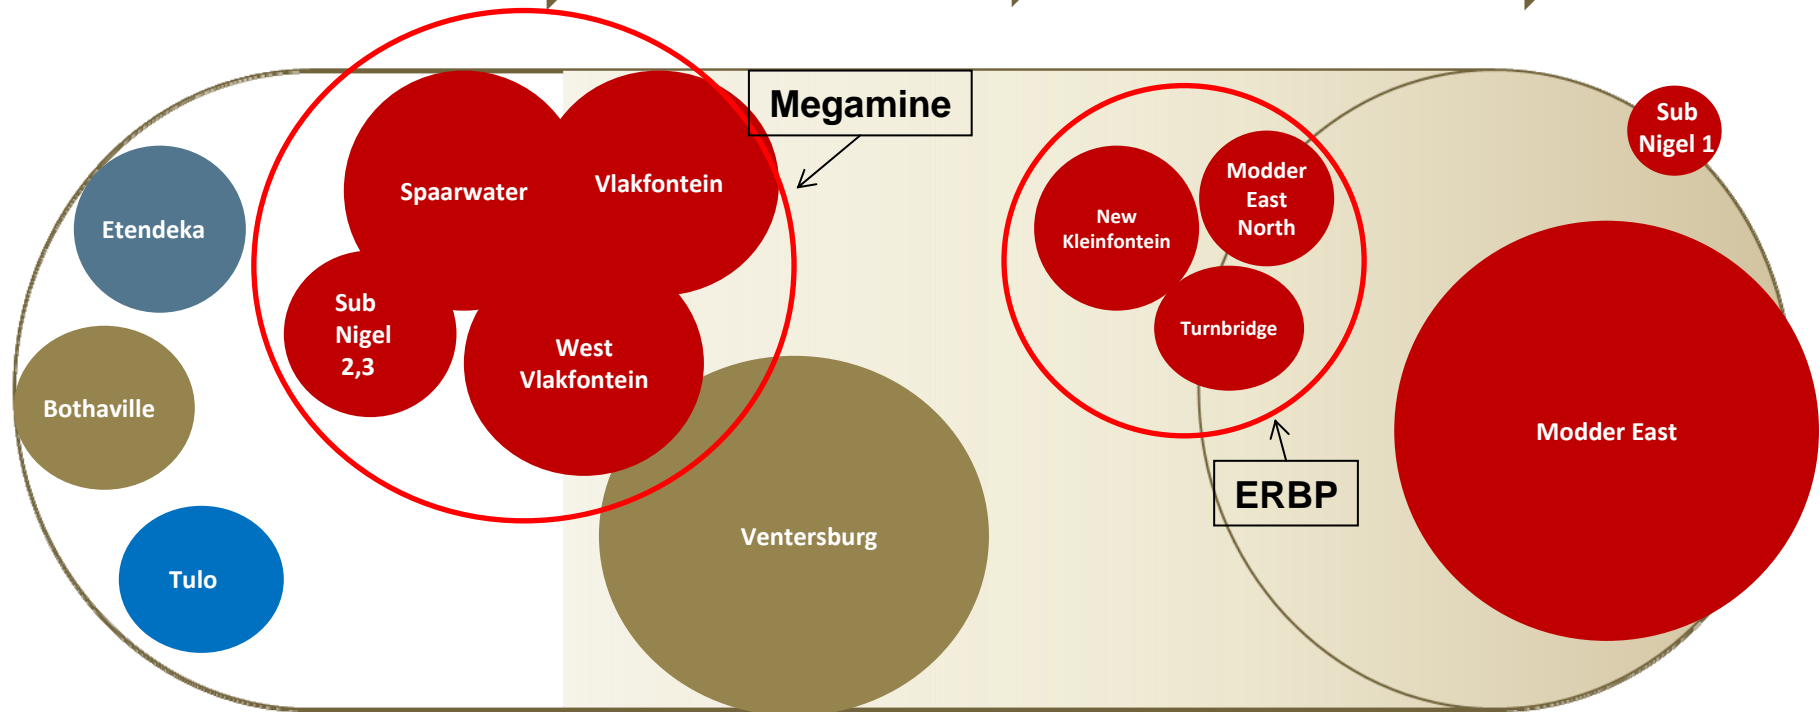 Megamine
Sub
Nigel 1
Spaarwater
Vlakfontein
Modder
East
North
New
Kleinfontein
Etendeka
Sub
Nigel
2,3
West
Vlakfontein
Turnbridge
Bothaville
Modder East
ERBP
Ventersburg
Tulo